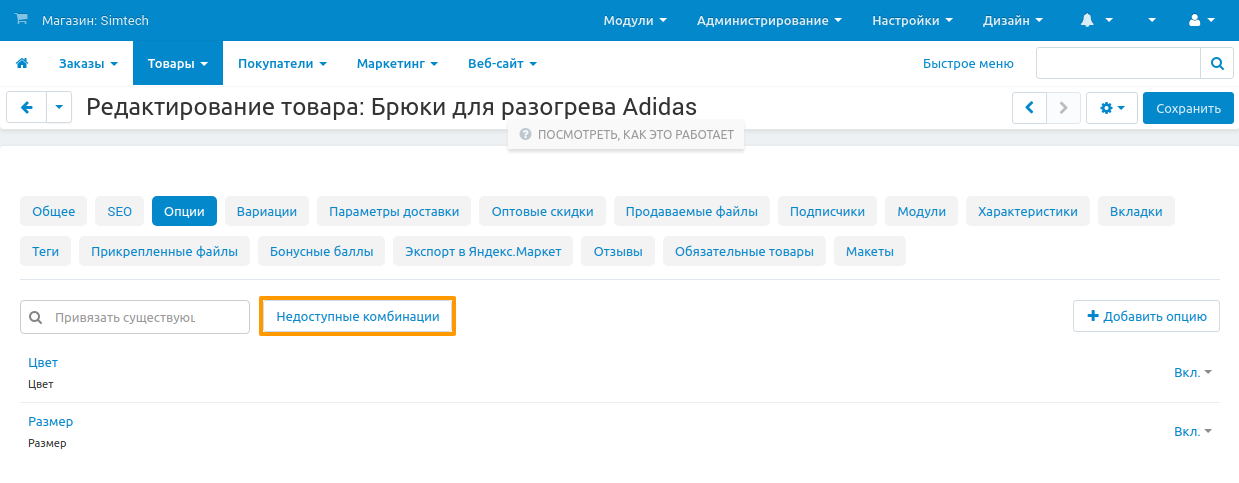 Магазин: Simtech Модули Администрирование Настройки Дизайн
Заказы Товары Покупатели Маркетинг Веб-сайт Быстрое меню
Редактирование товара: Брюки для разогрева Adidas Сохранить
ПОСМОТРЕТЬ, КАК ЭТО РАБОТАЕТ
Общее SEO Опции Вариации Параметры доставки Оптовые скидки Продаваемые файлы Подписчики Модули Характеристики Вкладки
Теги Прикрепленные файлы Бонусные баллы Экспорт в Яндекс.Маркет Отзывы Обязательные товары Макеты
Привязать существую Недоступные комбинации Добавить опцию
Цвет
Цвет
Вкл.
Размер
Размер
Вкл.